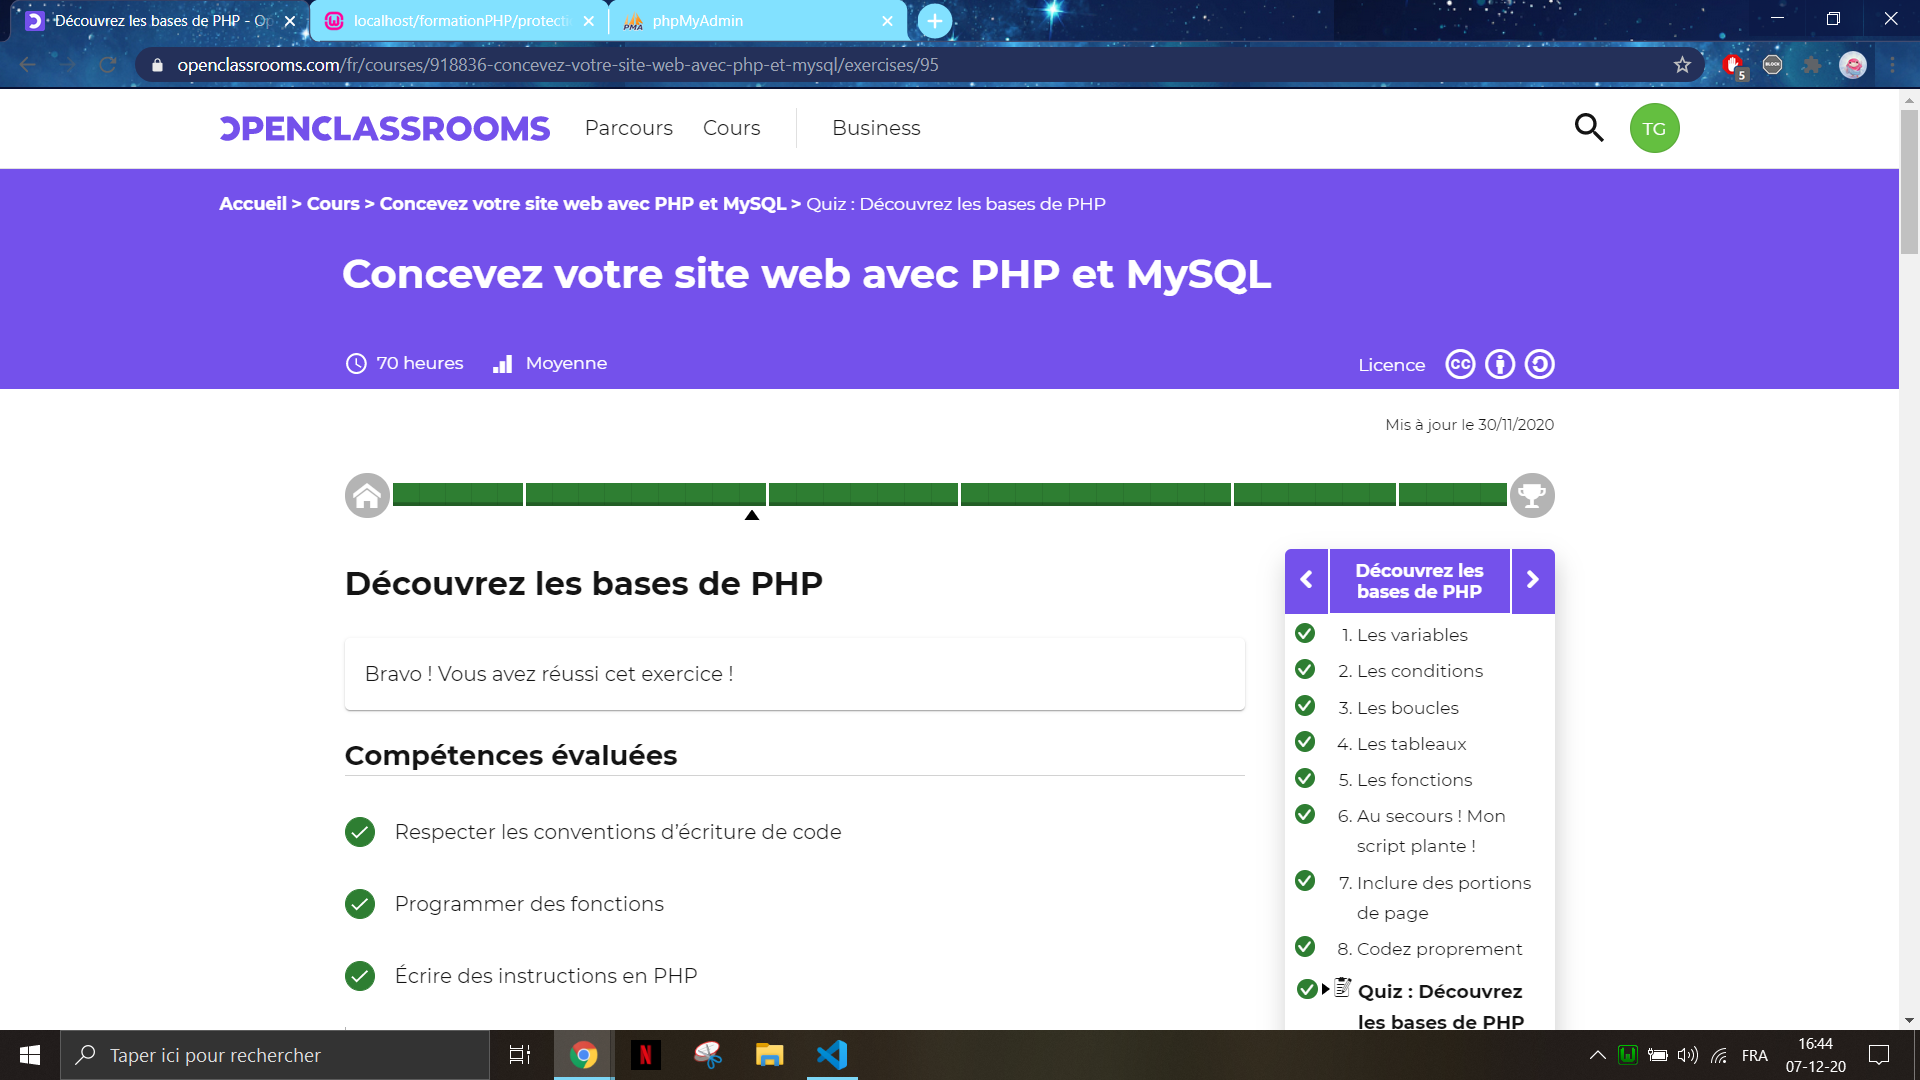 Découvrez les bases de PHP - Op
localhost/formationPHP/protecti
phpMyAdmin
openclassrooms.com/fr/courses/918836-concevez-votre-site-web-avec-php-et-mysql/exercises/95
5
OPENCLASSROOMS
Parcours
Cours
Business
TG
Accueil > Cours > Concevez votre site web avec PHP et MySQL > Quiz : Découvrez les bases de PHP
Concevez votre site web avec PHP et MySQL
70 heures
Moyenne
Licence
Mis à jour le 30/11/2020
Découvrez les bases de PHP
Bravo ! Vous avez réussi cet exercice !
Compétences évaluées
Respecter les conventions d'écriture de code
Programmer des fonctions
Écrire des instructions en PHP
Découvrez les
bases de PHP
1. Les variables
2. Les conditions
3. Les boucles
4. Les tableaux
5. Les fonctions
6. Au secours ! Mon
script plante !
7. Inclure des portions
de page
8. Codez proprement
Quiz : Découvrez
les bases de PHP
Taper ici pour rechercher
FRA
16:44
07-12-20